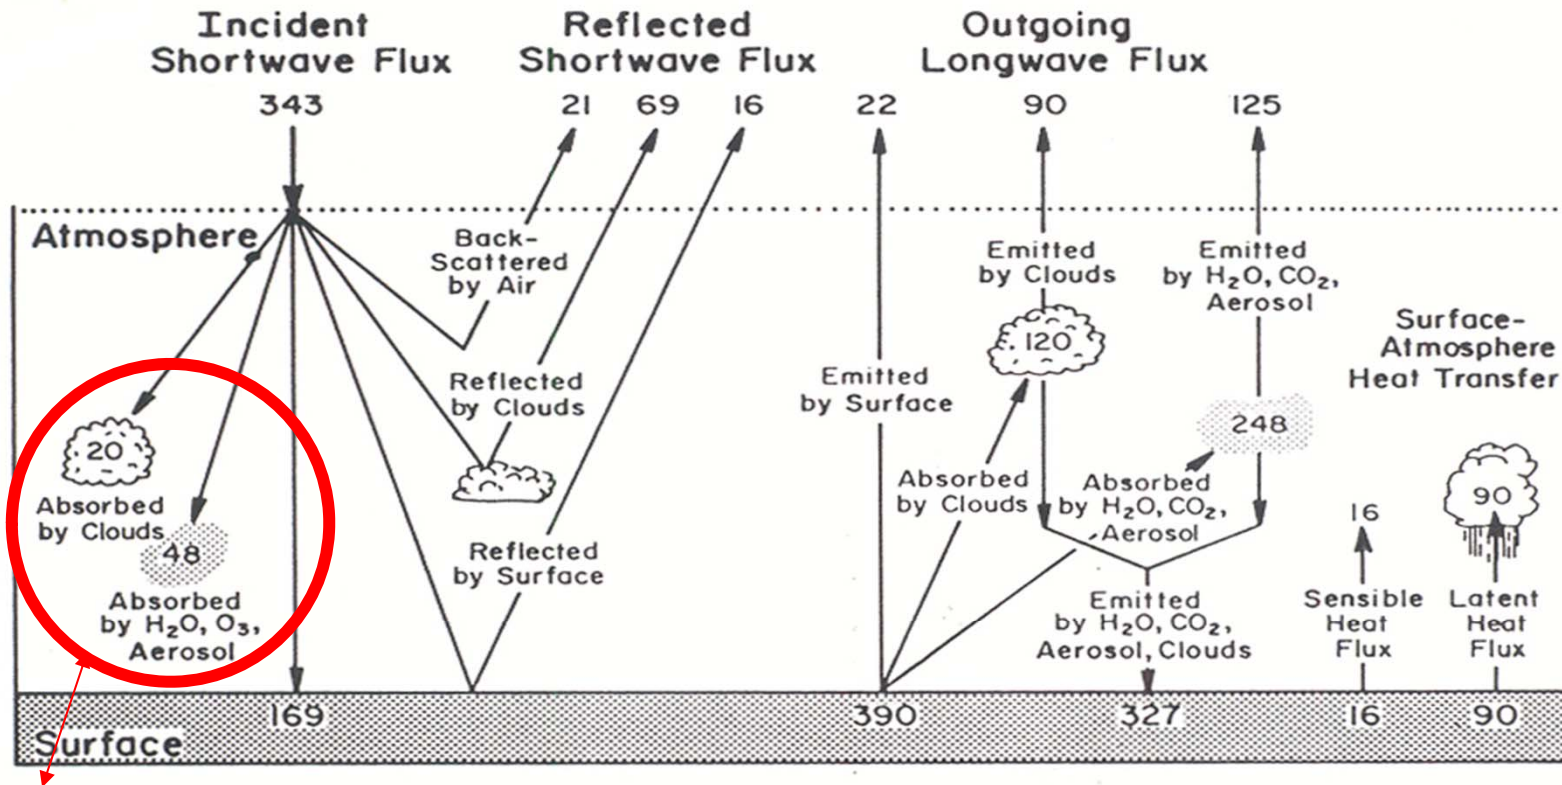 Incident
Shortwave Flux
343
Reflected
Shortwave Flux
21 69 16
Outgoing
Longwave Flux
22 90 125
Atmosphere
Back-
Scattered
by Air
Reflected
by Clouds
Reflected
by Surface
20
Absorbed
by Clouds
48
Absorbed
by H₂O, O₃,
Aerosol
169
Surface
Emitted
by Surface
Emitted
by Clouds
120
Absorbed
by Clouds
Emitted
by H₂O, CO₂,
Aerosol
248
Absorbed
by H₂O, CO₂,
Aerosol
Emitted
by H₂O, CO₂,
Aerosol, Clouds
Surface-
Atmosphere
Heat Transfer
16
Sensible
Heat
Flux
90
Latent
Heat
Flux
390 327 16 90